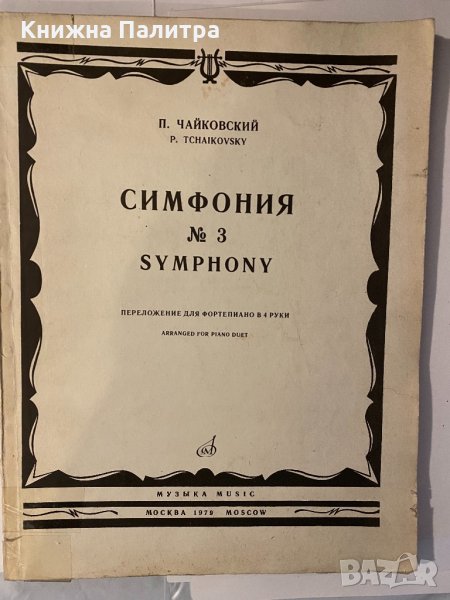 Книжна Палитра
П. ЧАЙКОВСКИЙ
P. TCHAIKOVSKY
СИМФОНИЯ
№ 3
SYMPHONY
ПЕРЕЛОЖЕНИЕ ДЛЯ ФОРТЕПИАНО В 4 РУКИ
ARRANGED FOR PIANO DUET
МУЗЫКА MUSIC
МОСКВА 1979 MOSCOW
BAZAR